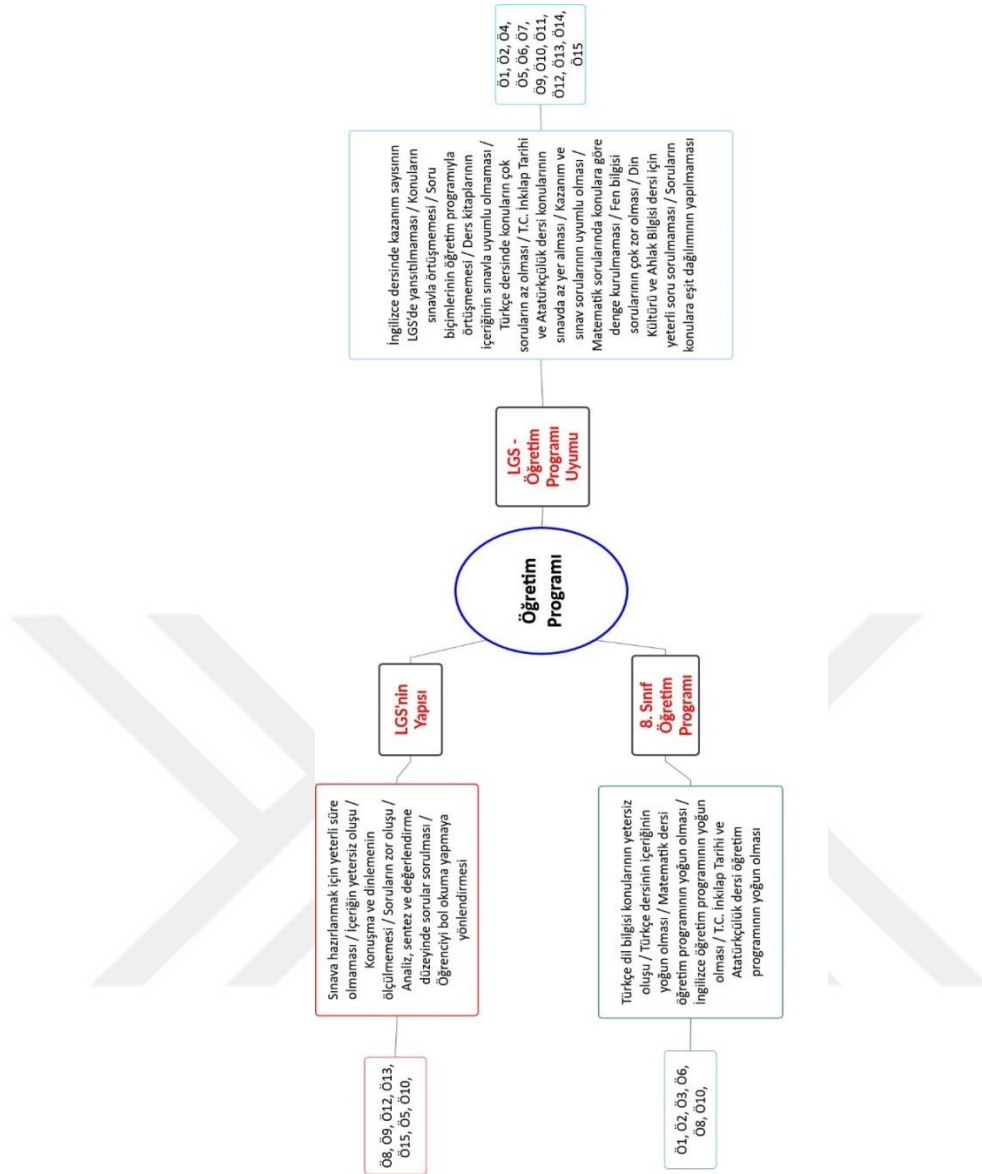 Öğretim
Programı
LGS'nin
Yapısı
Sınava hazırlanmak için yeterli süre
olmaması / İçeriğin yetersiz oluşu /
Konuşma ve dinlemenin
ölçülmemesi / Soruların zor oluşu /
Analiz, sentez ve değerlendirme
düzeyinde sorular sorulması /
Öğrenciyi bol okuma yapmaya
yönlendirmesi
Ö8, Ö9, Ö12, Ö13,
Ö15, Ö5, Ö10,
8. Sınıf
Öğretim
Programı
Türkçe dil bilgisi konularının yetersiz
oluşu / Türkçe dersinin içeriğinin
yoğun olması / Matematik dersi
öğretim programının yoğun olması /
İngilizce öğretim programının yoğun
olması / T.C. İnkılap Tarihi ve
Atatürkçülük dersi öğretim
programının yoğun olması
Ö1, Ö2, Ö3, Ö6,
Ö8, Ö10,
LGS -
Öğretim
Programı
Uyumu
İngilizce dersinde kazanım sayısının
LGS'de yansıtılmaması / Konuların
sınavla örtüşmemesi / Soru
biçimlerinin öğretim programıyla
örtüşmemesi / Ders kitaplarının
içeriğinin sınavla uyumlu olmaması /
Türkçe dersinde konuların çok
soruların az olması / T.C. İnkılap Tarihi
ve Atatürkçülük dersi konularının
sınavda az yer alması / Kazanım ve
sınav sorularının uyumlu olması /
Matematik sorularında konulara göre
denge kurulmaması / Fen bilgisi
sorularının çok zor olması / Din
Kültürü ve Ahlak Bilgisi dersi için
yeterli soru sorulmaması / Soruların
konulara eşit dağılımının yapılmaması
Ö1, Ö2, Ö4,
Ö5, Ö6, Ö7,
Ö9, Ö10, Ö11,
Ö12, Ö13, Ö14,
Ö15